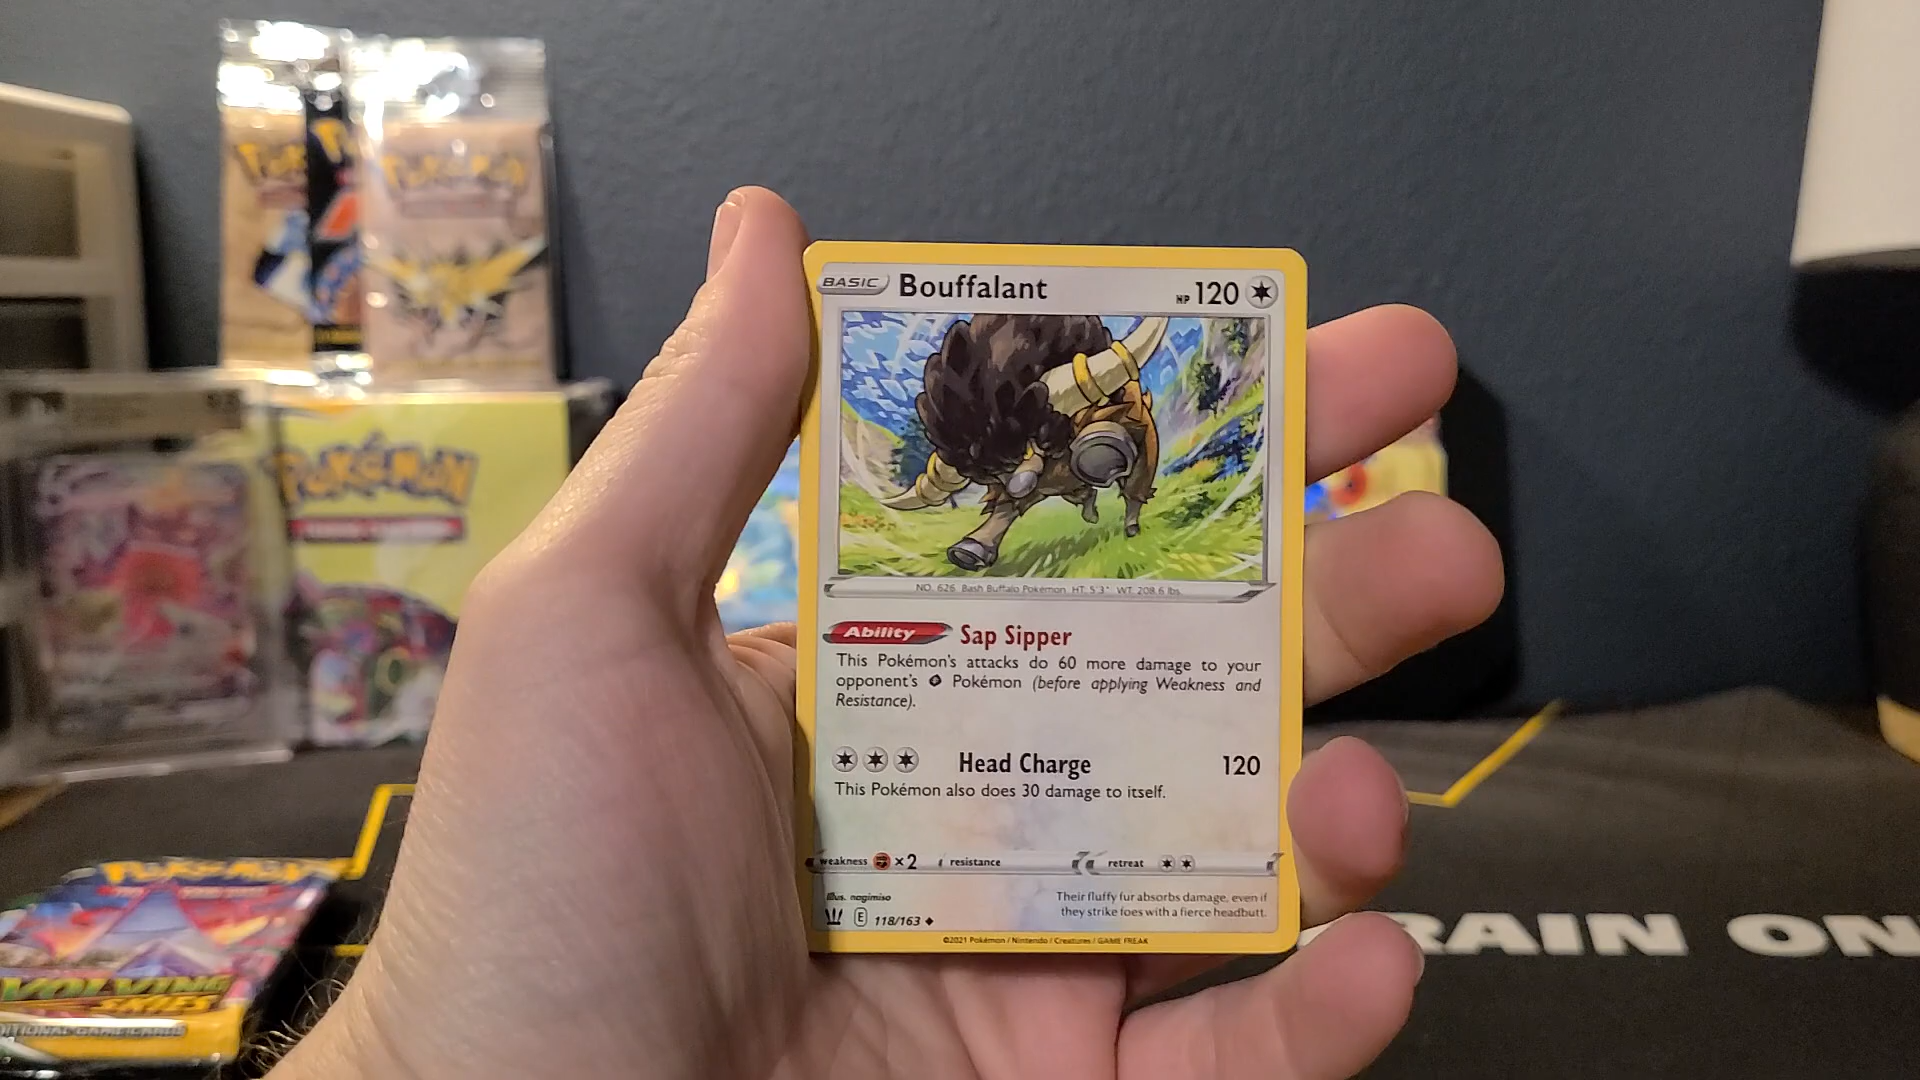 POKÉMON
POKÉMON
BASIC Bouffalant HP 120
NO. 626 Bash Buffalo Pokémon HT. 5'3" WT. 208.6 lbs.
Ability Sap Sipper
This Pokémon's attacks do 60 more damage to your
opponent's Pokémon (before applying Weakness and
Resistance).
Head Charge 120
This Pokémon also does 30 damage to itself.
weakness ×2 resistance retreat
Illus. nagimiso
Their fluffy fur absorbs damage, even if
they strike foes with a fierce headbutt.
E 118/163
©2021 Pokémon / Nintendo / Creatures / GAME FREAK
POKÉMON
VOLVING
SKIES
RAIN ON